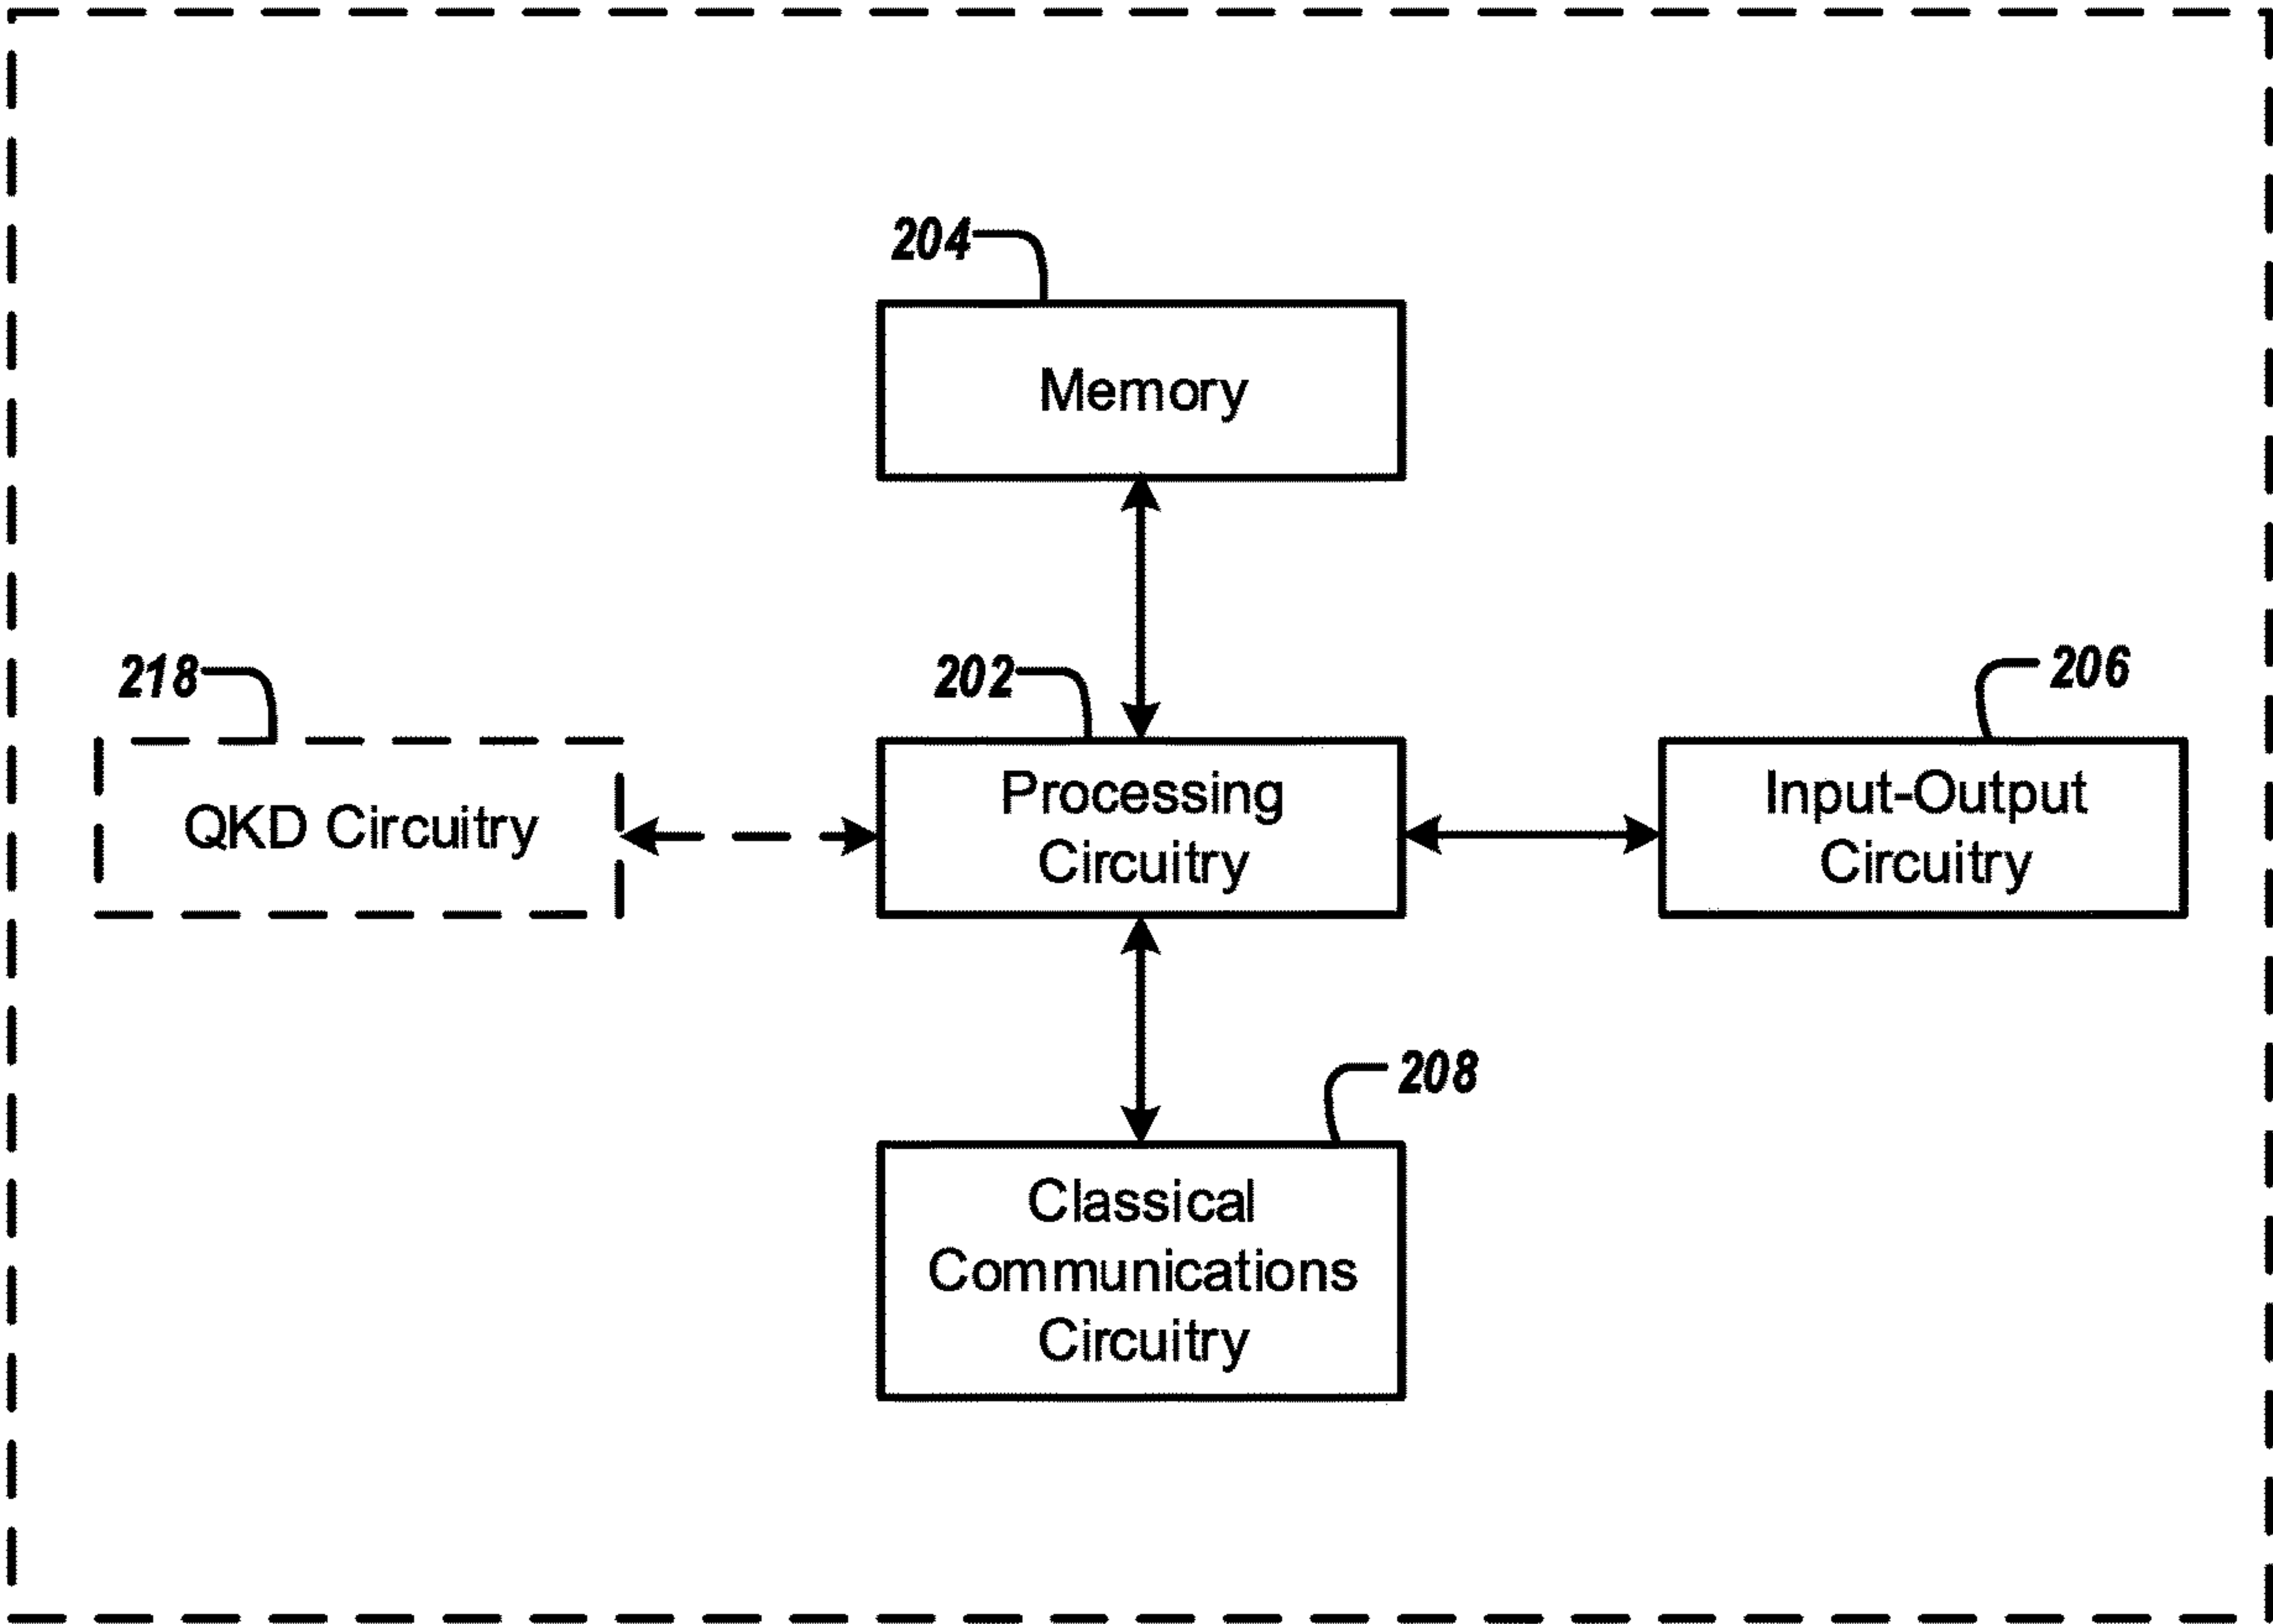 204
Memory
218
202
206
QKD Circuitry
Processing
Circuitry
Input-Output
Circuitry
208
Classical
Communications
Circuitry